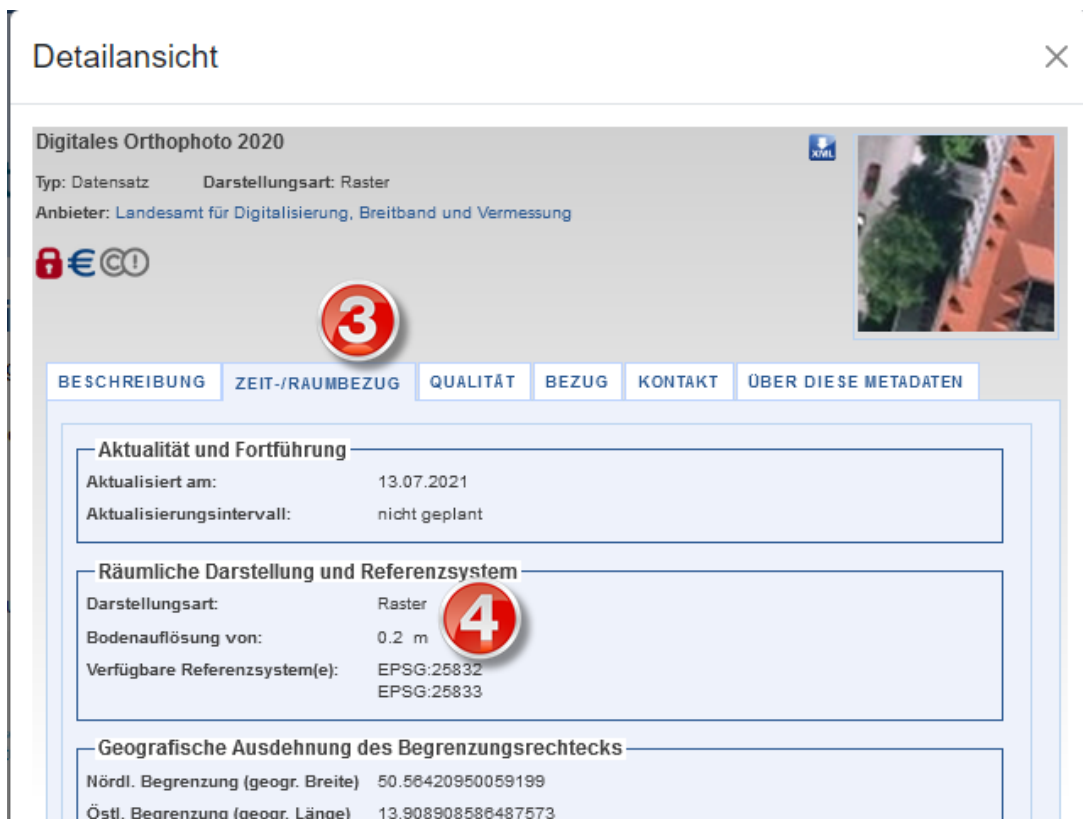 Detailansicht
Digitales Orthophoto 2020
XML
Typ: Datensatz Darstellungsart: Raster
Anbieter: Landesamt für Digitalisierung, Breitband und Vermessung
€ © !
3
BESCHREIBUNG ZEIT-/RAUMBEZUG QUALITÄT BEZUG KONTAKT ÜBER DIESE METADATEN
Aktualität und Fortführung
Aktualisiert am: 13.07.2021
Aktualisierungsintervall: nicht geplant
Räumliche Darstellung und Referenzsystem
Darstellungsart: Raster
4
Bodenauflösung von: 0.2 m
Verfügbare Referenzsystem(e): EPSG:25832
EPSG:25833
Geografische Ausdehnung des Begrenzungsrechtecks
Nördl. Begrenzung (geogr. Breite) 50.56420950059199
Östl. Begrenzung (geogr. Länge) 13.908908586487573